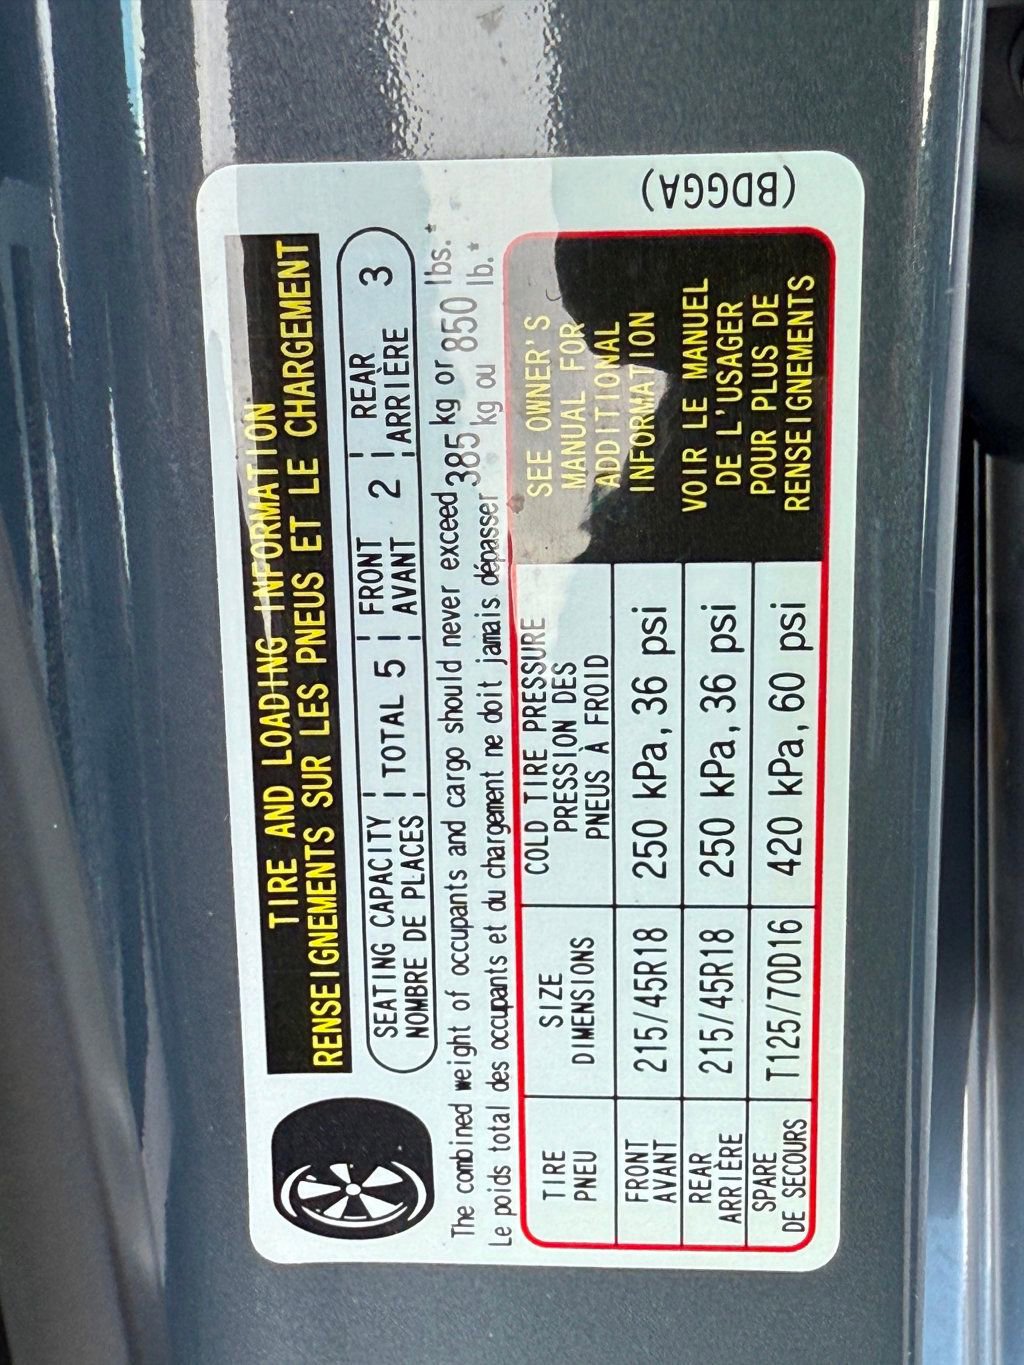 TIRE AND LOADING INFORMATION
RENSEIGNEMENTS SUR LES PNEUS ET LE CHARGEMENT
SEATING CAPACITY TOTAL 5 FRONT 2 REAR 3
NOMBRE DE PLACES AVANT ARRIÈRE
The combined weight of occupants and cargo should never exceed 385 kg or 850 lbs.*
Le poids total des occupants et du chargement ne doit jamais dépasser kg ou lb.*
TIRE SIZE COLD TIRE PRESSURE
PNEU DIMENSIONS PRESSION DES
PNEUS À FROID
FRONT 215/45R18 250 kPa, 36 psi
AVANT
REAR 215/45R18 250 kPa, 36 psi
ARRIÈRE
SPARE T125/70D16 420 kPa, 60 psi
DE SECOURS
SEE OWNER'S
MANUAL FOR
ADDITIONAL
INFORMATION
VOIR LE MANUEL
DE L'USAGER
POUR PLUS DE
RENSEIGNEMENTS
(BDGGA)